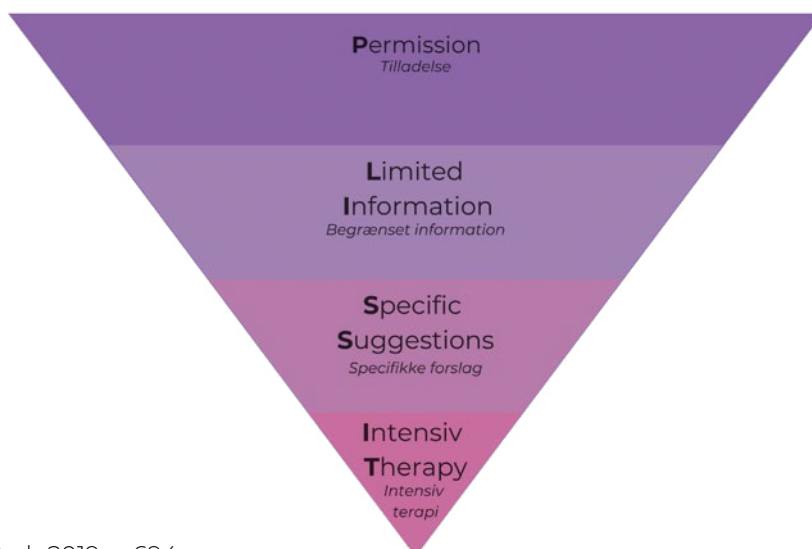 Permission
Tilladelse
Limited
Information
Begrænset information
Specific
Suggestions
Specifikke forslag
Intensiv
Therapy
Intensiv
terapi